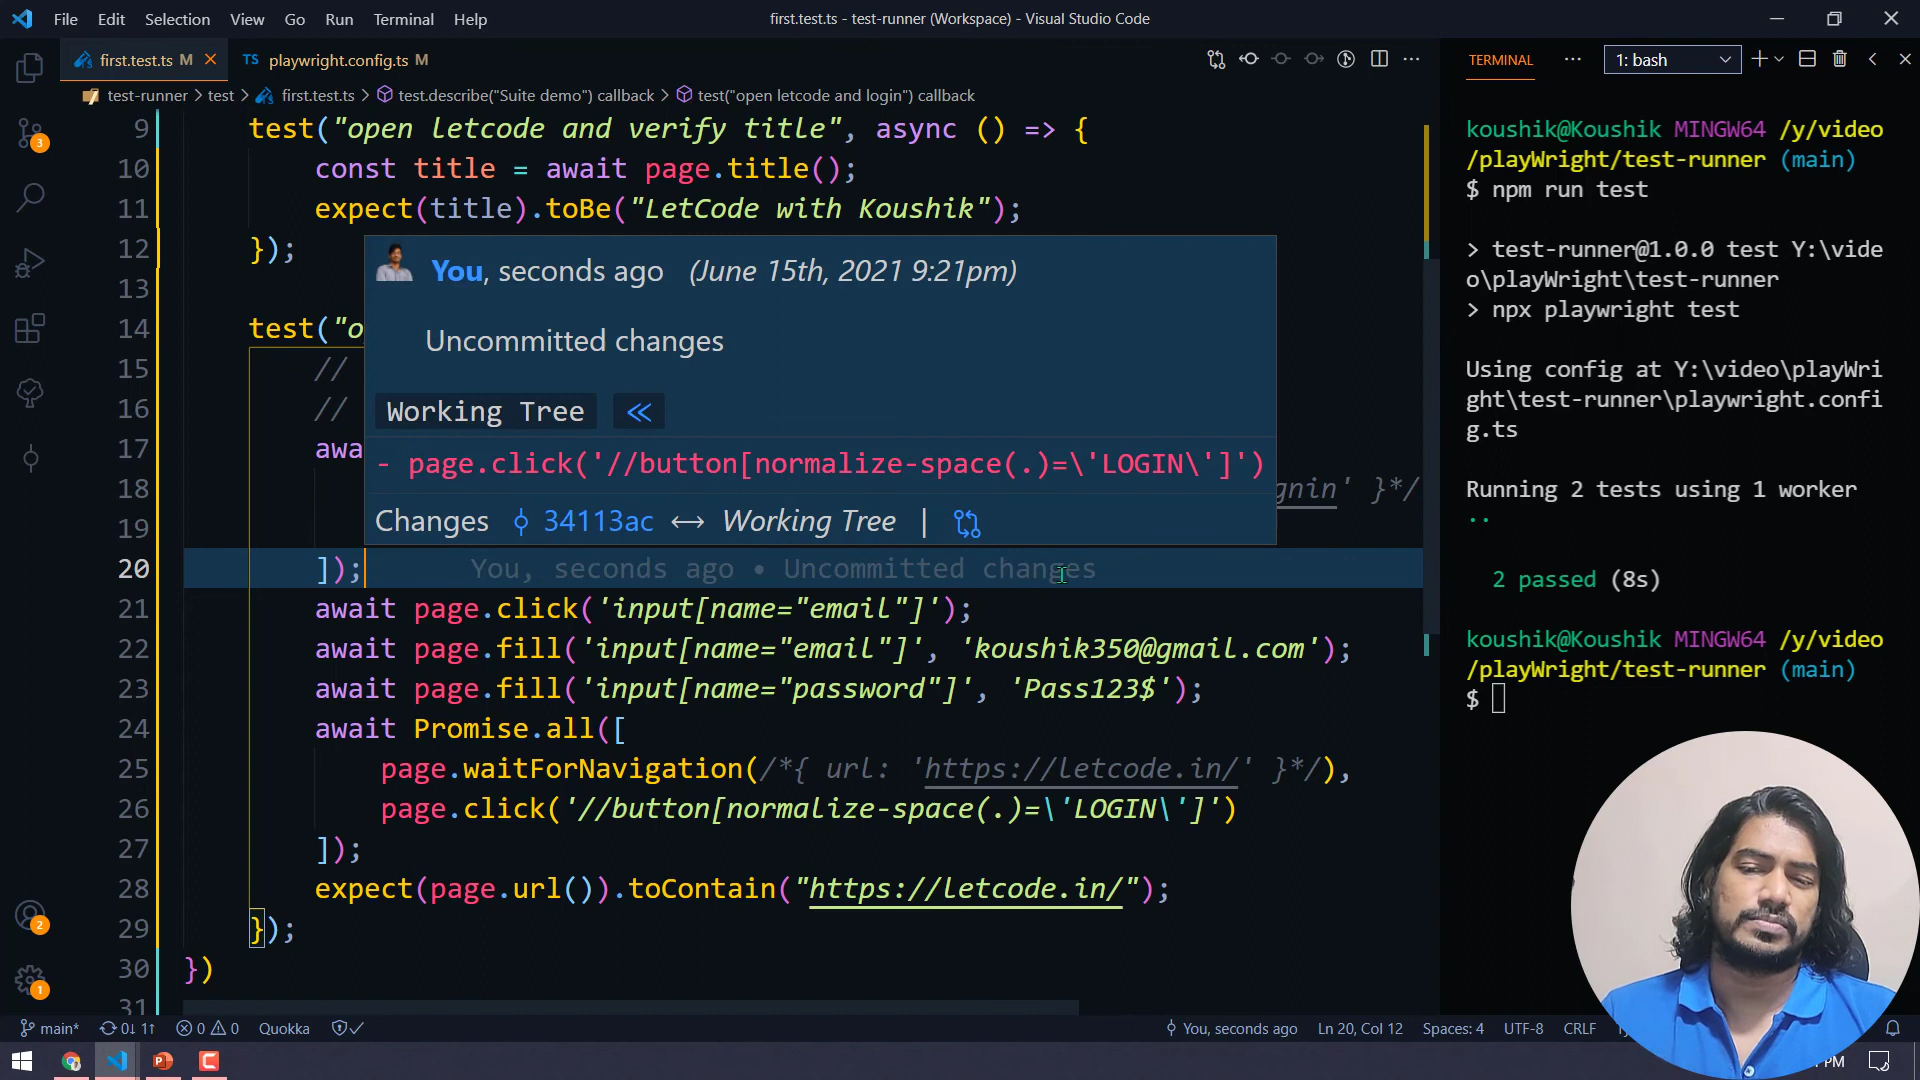 File Edit Selection View Go Run Terminal Help
first.test.ts - test-runner (Workspace) - Visual Studio Code
first.test.ts M
TS playwright.config.ts M
test-runner > test > first.test.ts > test.describe("Suite demo") callback > test("open letcode and login") callback
9 test("open letcode and verify title", async () => {
10 const title = await page.title();
11 expect(title).toBe("LetCode with Koushik");
12 });
13
14 test("o
15 //
16 //
17 awa
18 gnin' }*/
19
20 ]); You, seconds ago • Uncommitted changes
21 await page.click('input[name="email"]');
22 await page.fill('input[name="email"]', 'koushik350@gmail.com');
23 await page.fill('input[name="password"]', 'Pass123$');
24 await Promise.all([
25 page.waitForNavigation(/*{ url: 'https://letcode.in/' }*/),
26 page.click('//button[normalize-space(.)=\'LOGIN\']')
27 ]);
28 expect(page.url()).toContain("https://letcode.in/");
29 });
30 })
31
You, seconds ago (June 15th, 2021 9:21pm)
Uncommitted changes
Working Tree
- page.click('//button[normalize-space(.)=\'LOGIN\']')
Changes 34113ac ↔ Working Tree |
TERMINAL
1: bash
koushik@Koushik MINGW64 /y/video
/playWright/test-runner (main)
$ npm run test
> test-runner@1.0.0 test Y:\vide
o\playWright\test-runner
> npx playwright test
Using config at Y:\video\playWri
ght\test-runner\playwright.confi
g.ts
Running 2 tests using 1 worker
··
2 passed (8s)
koushik@Koushik MINGW64 /y/video
/playWright/test-runner (main)
$
3
2
1
main* 0↓ 1↑ 0 0 Quokka
You, seconds ago Ln 20, Col 12 Spaces: 4 UTF-8 CRLF
PM